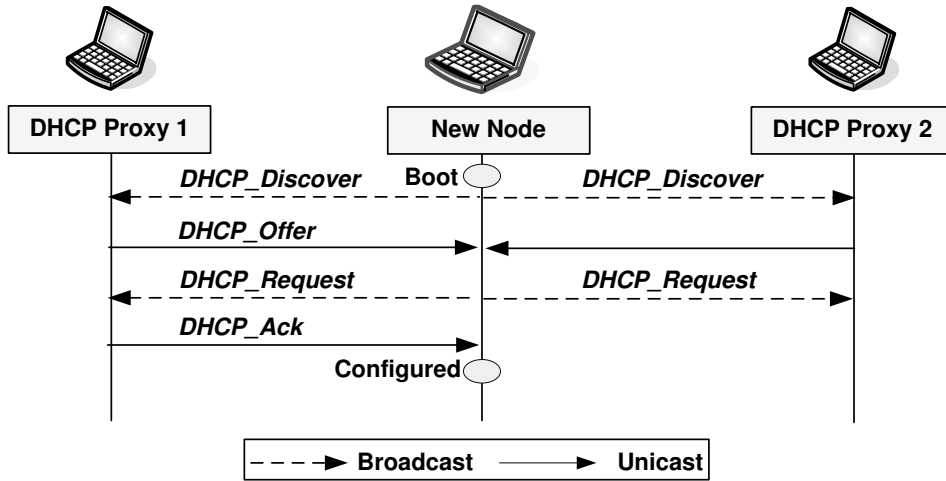 DHCP Proxy 1 New Node DHCP Proxy 2
DHCP_Discover Boot DHCP_Discover
DHCP_Offer
DHCP_Request DHCP_Request
DHCP_Ack
Configured
Broadcast Unicast